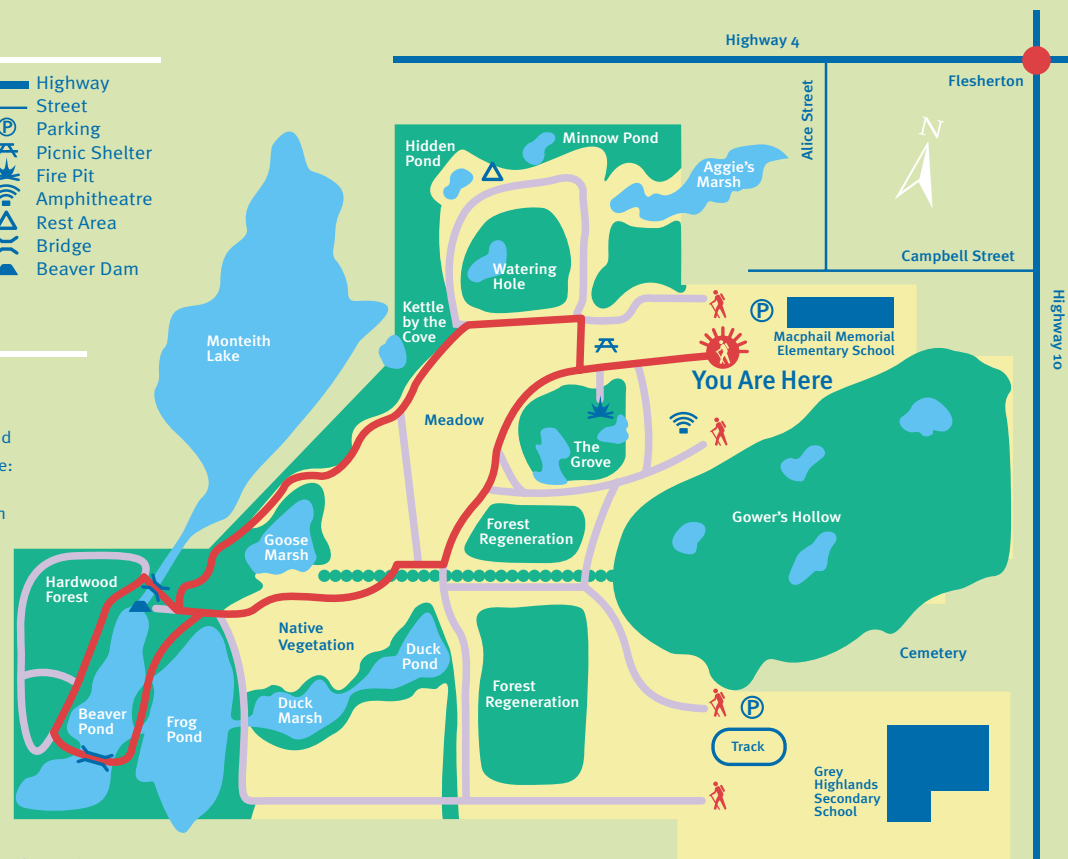 Highway 4
Flesherton
Alice Street
Campbell Street
Highway 10
N
Highway
Street
P Parking
Picnic Shelter
Fire Pit
Amphitheatre
Rest Area
Bridge
Beaver Dam
d
e:
n
Hidden
Pond
Minnow Pond
Aggie's
Marsh
Watering
Hole
Kettle
by the
Cove
Monteith
Lake
P
Macphail Memorial
Elementary School
You Are Here
Meadow
The
Grove
Forest
Regeneration
Gower's Hollow
Goose
Marsh
Hardwood
Forest
Native
Vegetation
Duck
Pond
Duck
Marsh
Beaver
Pond
Frog
Pond
Forest
Regeneration
Cemetery
P
Track
Grey
Highlands
Secondary
School